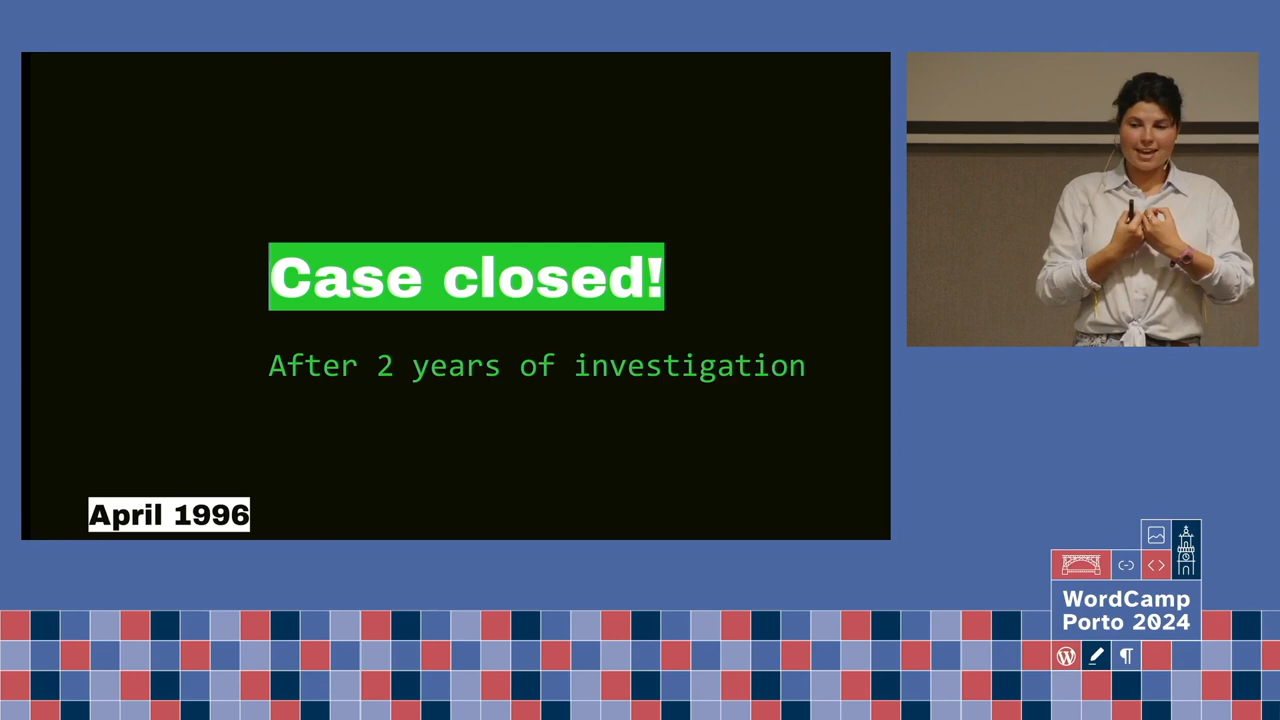 Case closed!
After 2 years of investigation
April 1996
WordCamp
Porto 2024